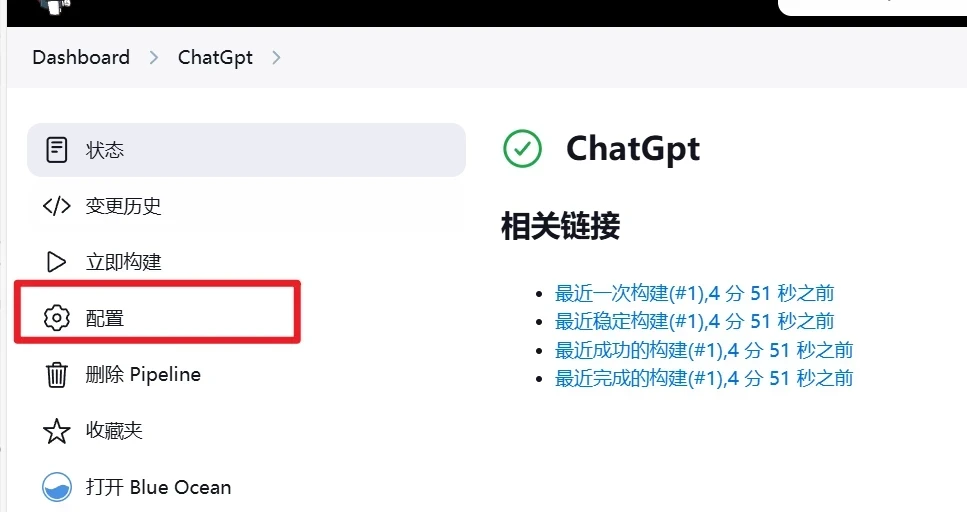 Dashboard > ChatGpt >
状态
变更历史
立即构建
配置
删除 Pipeline
收藏夹
打开 Blue Ocean
ChatGpt
相关链接
• 最近一次构建(#1),4 分 51 秒之前
• 最近稳定构建(#1),4 分 51 秒之前
• 最近成功的构建(#1),4 分 51 秒之前
• 最近完成的构建(#1),4 分 51 秒之前